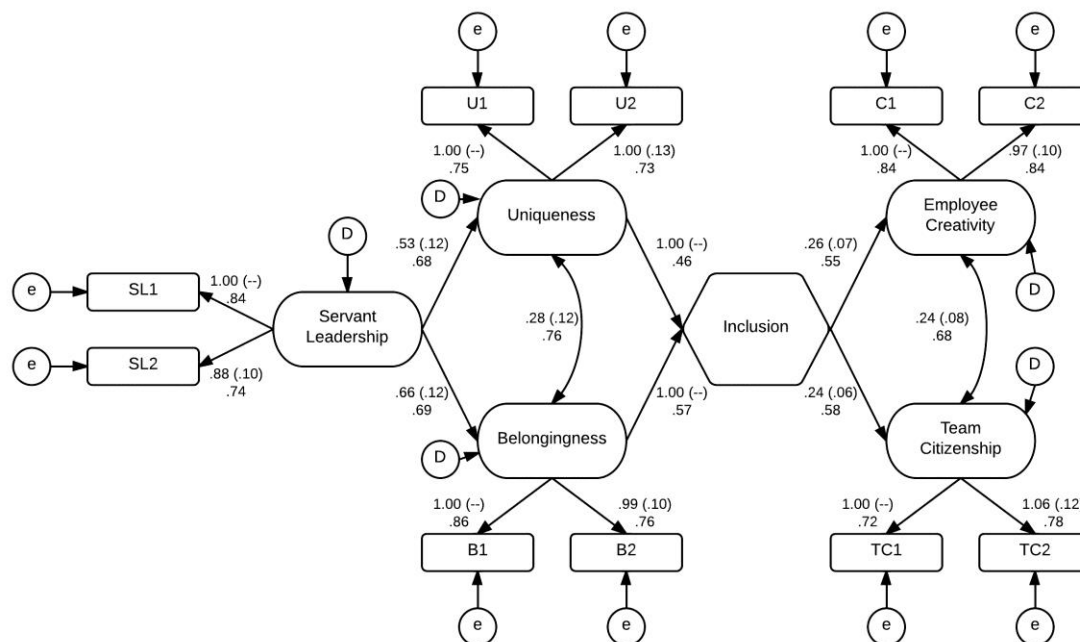 e
e
e
e
U1
U2
C1
C2
1.00 (--)
.75
1.00 (.13)
.73
1.00 (--)
.84
.97 (.10)
.84
D
Uniqueness
Employee
Creativity
D
.53 (.12)
.68
1.00 (--)
.46
.26 (.07)
.55
D
e
SL1
1.00 (--)
.84
Servant
Leadership
.28 (.12)
.76
Inclusion
.24 (.08)
.68
e
SL2
.88 (.10)
.74
D
.66 (.12)
.69
1.00 (--)
.57
.24 (.06)
.58
D
Belongingness
Team
Citizenship
1.00 (--)
.86
.99 (.10)
.76
1.00 (--)
.72
1.06 (.12)
.78
B1
B2
TC1
TC2
e
e
e
e